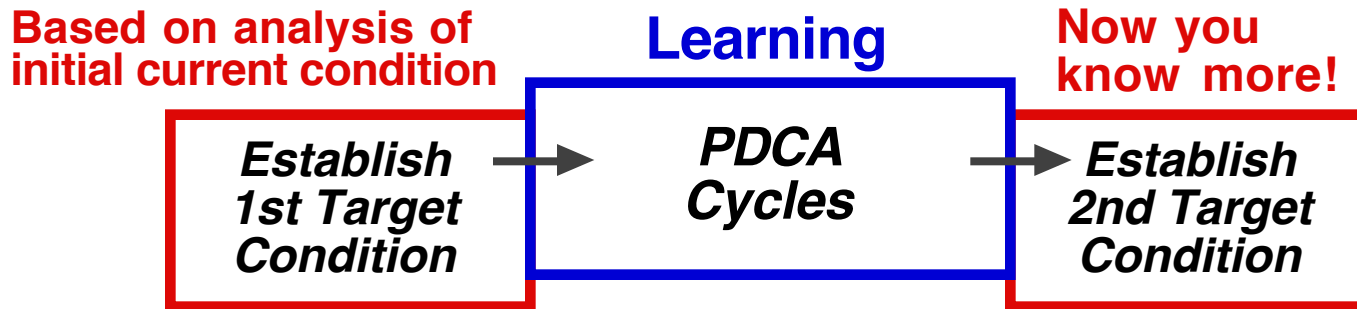 Based on analysis of
initial current condition
Learning
Now you
know more!
Establish
1st Target
Condition
PDCA
Cycles
Establish
2nd Target
Condition